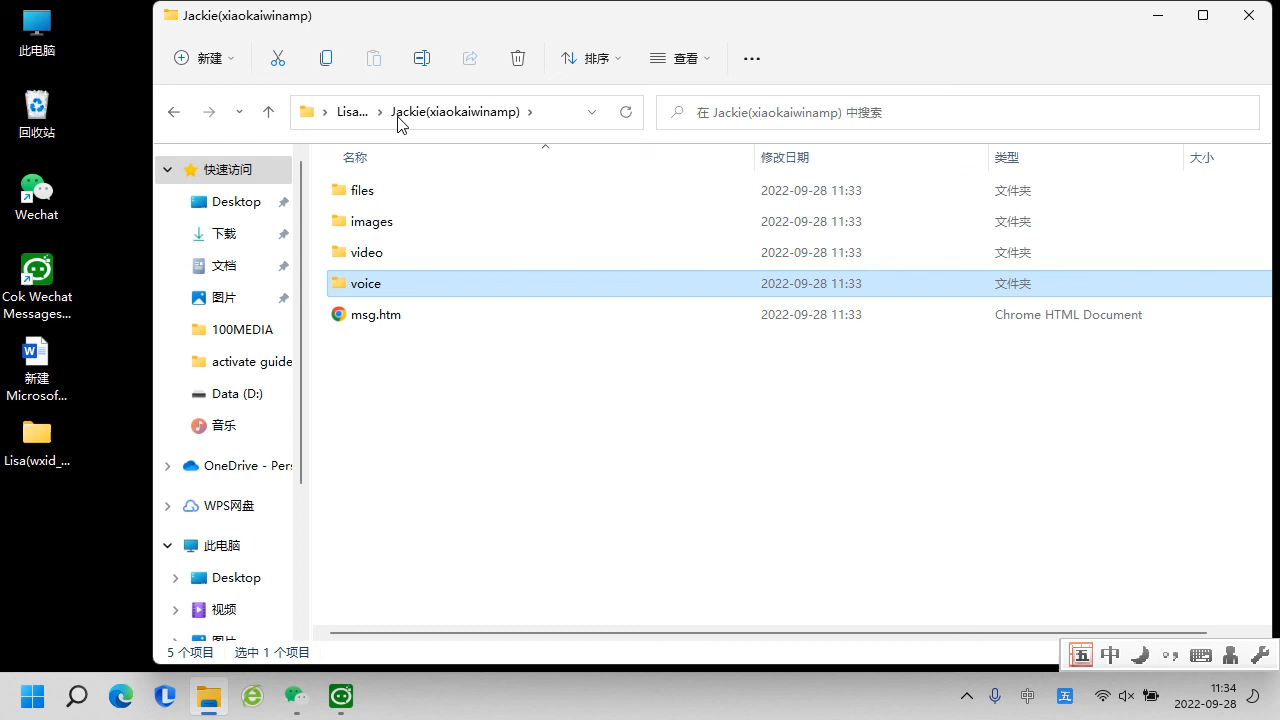 此电脑
回收站
Wechat
Cok Wechat
Messages...
新建
Microsof...
Lisa(wxid_...
Jackie(xiaokaiwinamp)
新建
排序
查看
Lisa...
Jackie(xiaokaiwinamp)
在 Jackie(xiaokaiwinamp) 中搜索
名称 修改日期 类型 大小
files 2022-09-28 11:33 文件夹
images 2022-09-28 11:33 文件夹
video 2022-09-28 11:33 文件夹
voice 2022-09-28 11:33 文件夹
msg.htm 2022-09-28 11:33 Chrome HTML Document
快速访问
Desktop
下载
文档
图片
100MEDIA
activate guide
Data (D:)
音乐
OneDrive - Pers
WPS网盘
此电脑
Desktop
视频
图片
5 个项目 选中 1 个项目
五 中
中 五
11:34
2022-09-28